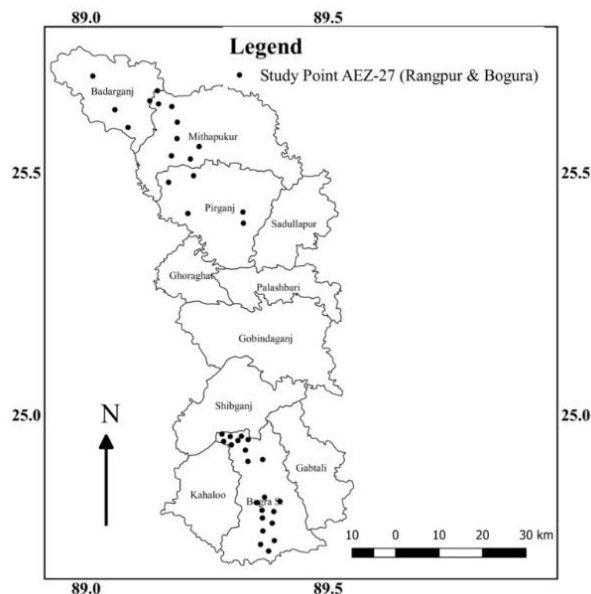 89.0 89.5
Legend
Study Point AEZ-27 (Rangpur & Bogura)
Badarganj
Mithapukur
25.5 25.5
Pirganj
Sadullapur
Ghoraghat
Palashbari
Gobindaganj
Shibganj
25.0 25.0
N
Gabtali
Kahaloo
Bogra S.
10 0 10 20 30 km
89.0 89.5